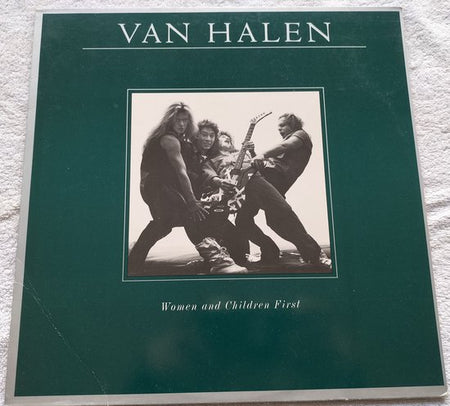 VAN HALEN
Women and Children First